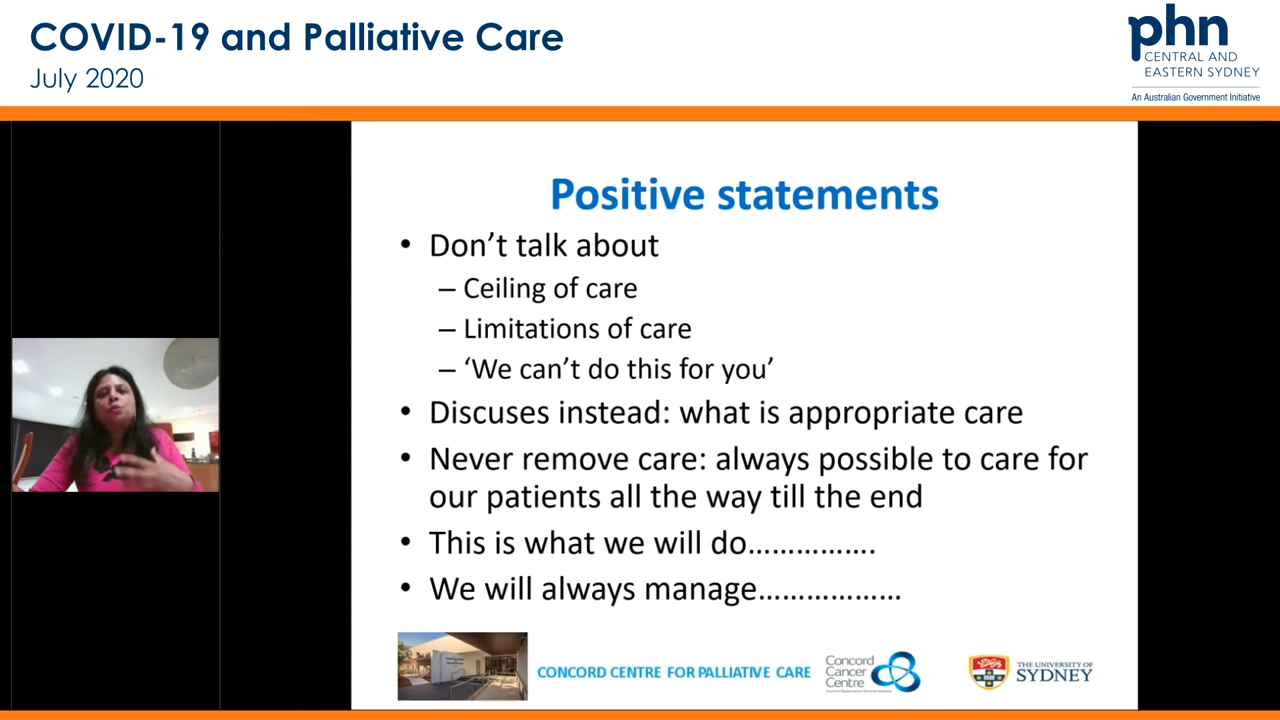 COVID-19 and Palliative Care
July 2020
phn
CENTRAL AND
EASTERN SYDNEY
An Australian Government Initiative
Positive statements
• Don’t talk about
– Ceiling of care
– Limitations of care
– ‘We can’t do this for you’
• Discuses instead: what is appropriate care
• Never remove care: always possible to care for
our patients all the way till the end
• This is what we will do…………….
• We will always manage………………
CONCORD CENTRE FOR PALLIATIVE CARE
Concord
Cancer
Centre
THE UNIVERSITY OF
SYDNEY